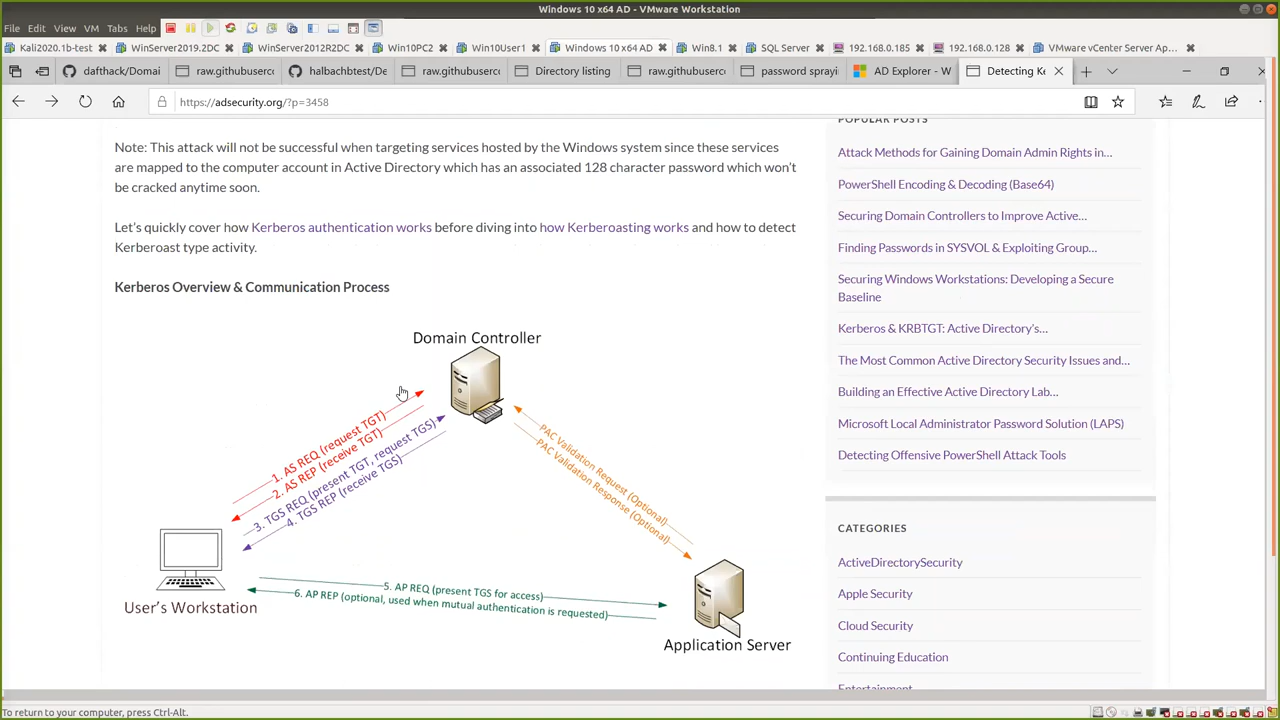 Windows 10 x64 AD - VMware Workstation
File Edit View VM Tabs Help
Kali2020.1b-test WinServer2019.2DC WinServer2012R2DC Win10PC2 Win10User1 Windows 10 x64 AD Win8.1 SQL Server 192.168.0.185 192.168.0.128 VMware vCenter Server Ap...
dafthack/Domai raw.githubuserc halbachbtest/De raw.githubuserc Directory listing raw.githubuserc password sprayi AD Explorer - W Detecting Ke
https://adsecurity.org/?p=3458
Note: This attack will not be successful when targeting services hosted by the Windows system since these services
are mapped to the computer account in Active Directory which has an associated 128 character password which won't
be cracked anytime soon.
Let's quickly cover how Kerberos authentication works before diving into how Kerberoasting works and how to detect
Kerberoast type activity.
Kerberos Overview & Communication Process
Domain Controller
1. AS REQ (request TGT)
2. AS REP (receive TGT)
3. TGS REQ (present TGT, request TGS)
4. TGS REP (receive TGS)
PAC Validation Request (Optional)
PAC Validation Response (Optional)
5. AP REQ (present TGS for access)
6. AP REP (optional, used when mutual authentication is requested)
User's Workstation
Application Server
POPULAR POSTS
Attack Methods for Gaining Domain Admin Rights in...
PowerShell Encoding & Decoding (Base64)
Securing Domain Controllers to Improve Active...
Finding Passwords in SYSVOL & Exploiting Group...
Securing Windows Workstations: Developing a Secure
Baseline
Kerberos & KRBTGT: Active Directory's...
The Most Common Active Directory Security Issues and...
Building an Effective Active Directory Lab...
Microsoft Local Administrator Password Solution (LAPS)
Detecting Offensive PowerShell Attack Tools
CATEGORIES
ActiveDirectorySecurity
Apple Security
Cloud Security
Continuing Education
Entertainment
To return to your computer, press Ctrl-Alt.